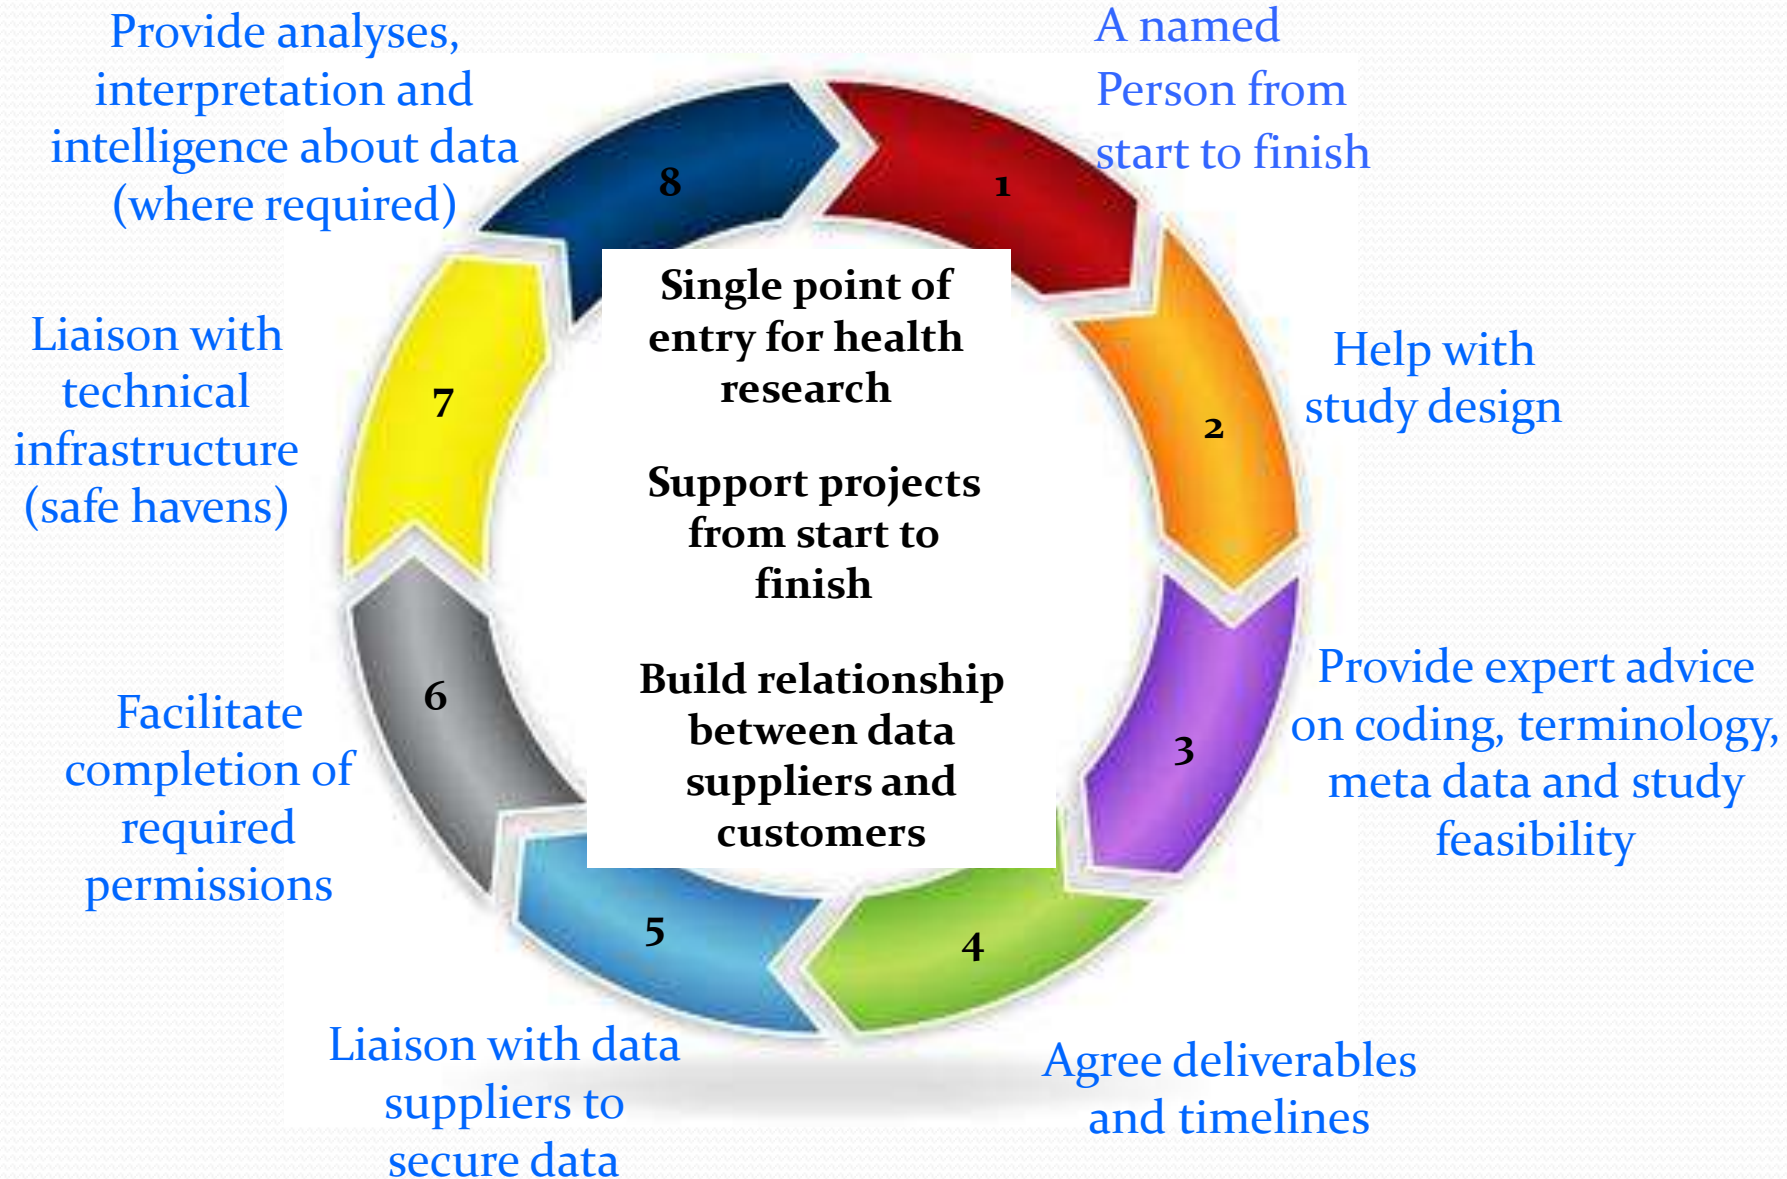 Provide analyses,
interpretation and
intelligence about data
(where required)
A named
Person from
start to finish
8
1
Single point of
entry for health
research
Support projects
from start to
finish
Build relationship
between data
suppliers and
customers
Help with
study design
2
Provide expert advice
on coding, terminology,
meta data and study
feasibility
3
Agree deliverables
and timelines
4
Liaison with data
suppliers to
secure data
5
Facilitate
completion of
required
permissions
6
Liaison with
technical
infrastructure
(safe havens)
7